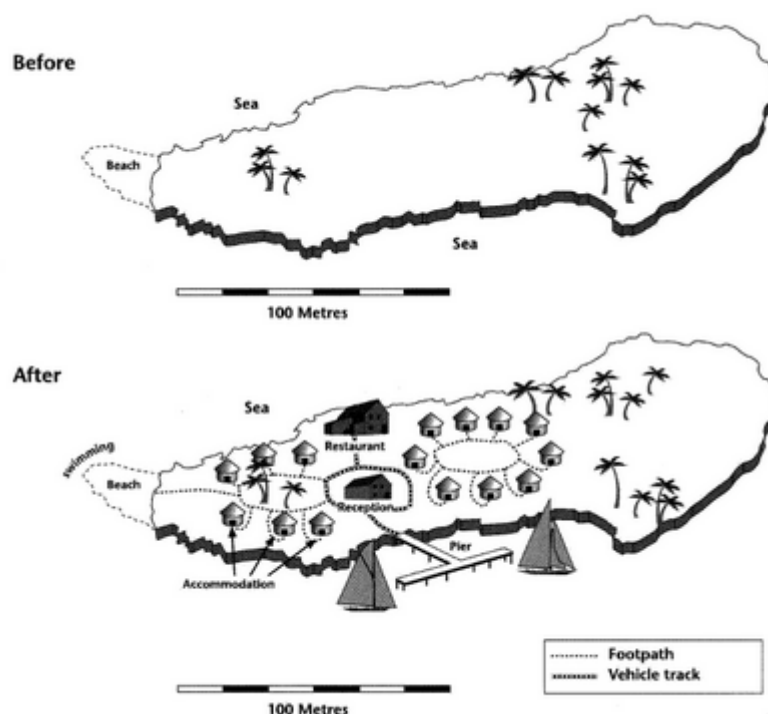 Before
Sea
Beach
Sea
100 Metres
After
Sea
swimming
Restaurant
Beach
Reception
Pier
Accommodation
Footpath
Vehicle track
100 Metres